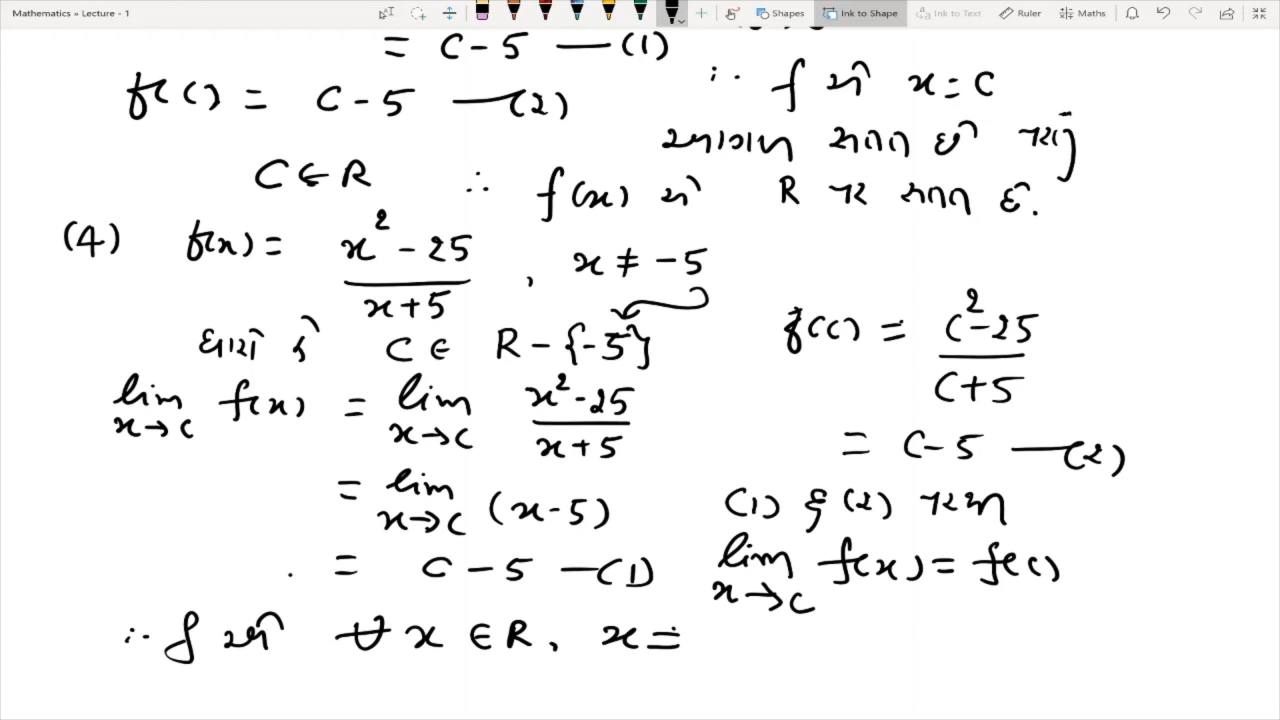 Mathematics » Lecture - 1
Shapes Ink to Shape Ink to Text Ruler Maths
= C - 5 —(1)
f(c) = C - 5 —(2)
∴ f એ x = C
આગળ સતત છે
C ∈ R ∴ f(x) એ R પર સતત છે.
(4) f(x) = x² - 25 / x + 5 , x ≠ -5
ધારો કે C ∈ R - {-5}
lim x→c f(x) = lim x→c x² - 25 / x + 5
= lim x→c (x - 5)
= C - 5 —(1)
f(c) = c² - 25 / c + 5
= C - 5 —(2)
(1) & (2) પરથી
lim x→c f(x) = f(c)
∴ f એ ∀ x ∈ R, x =